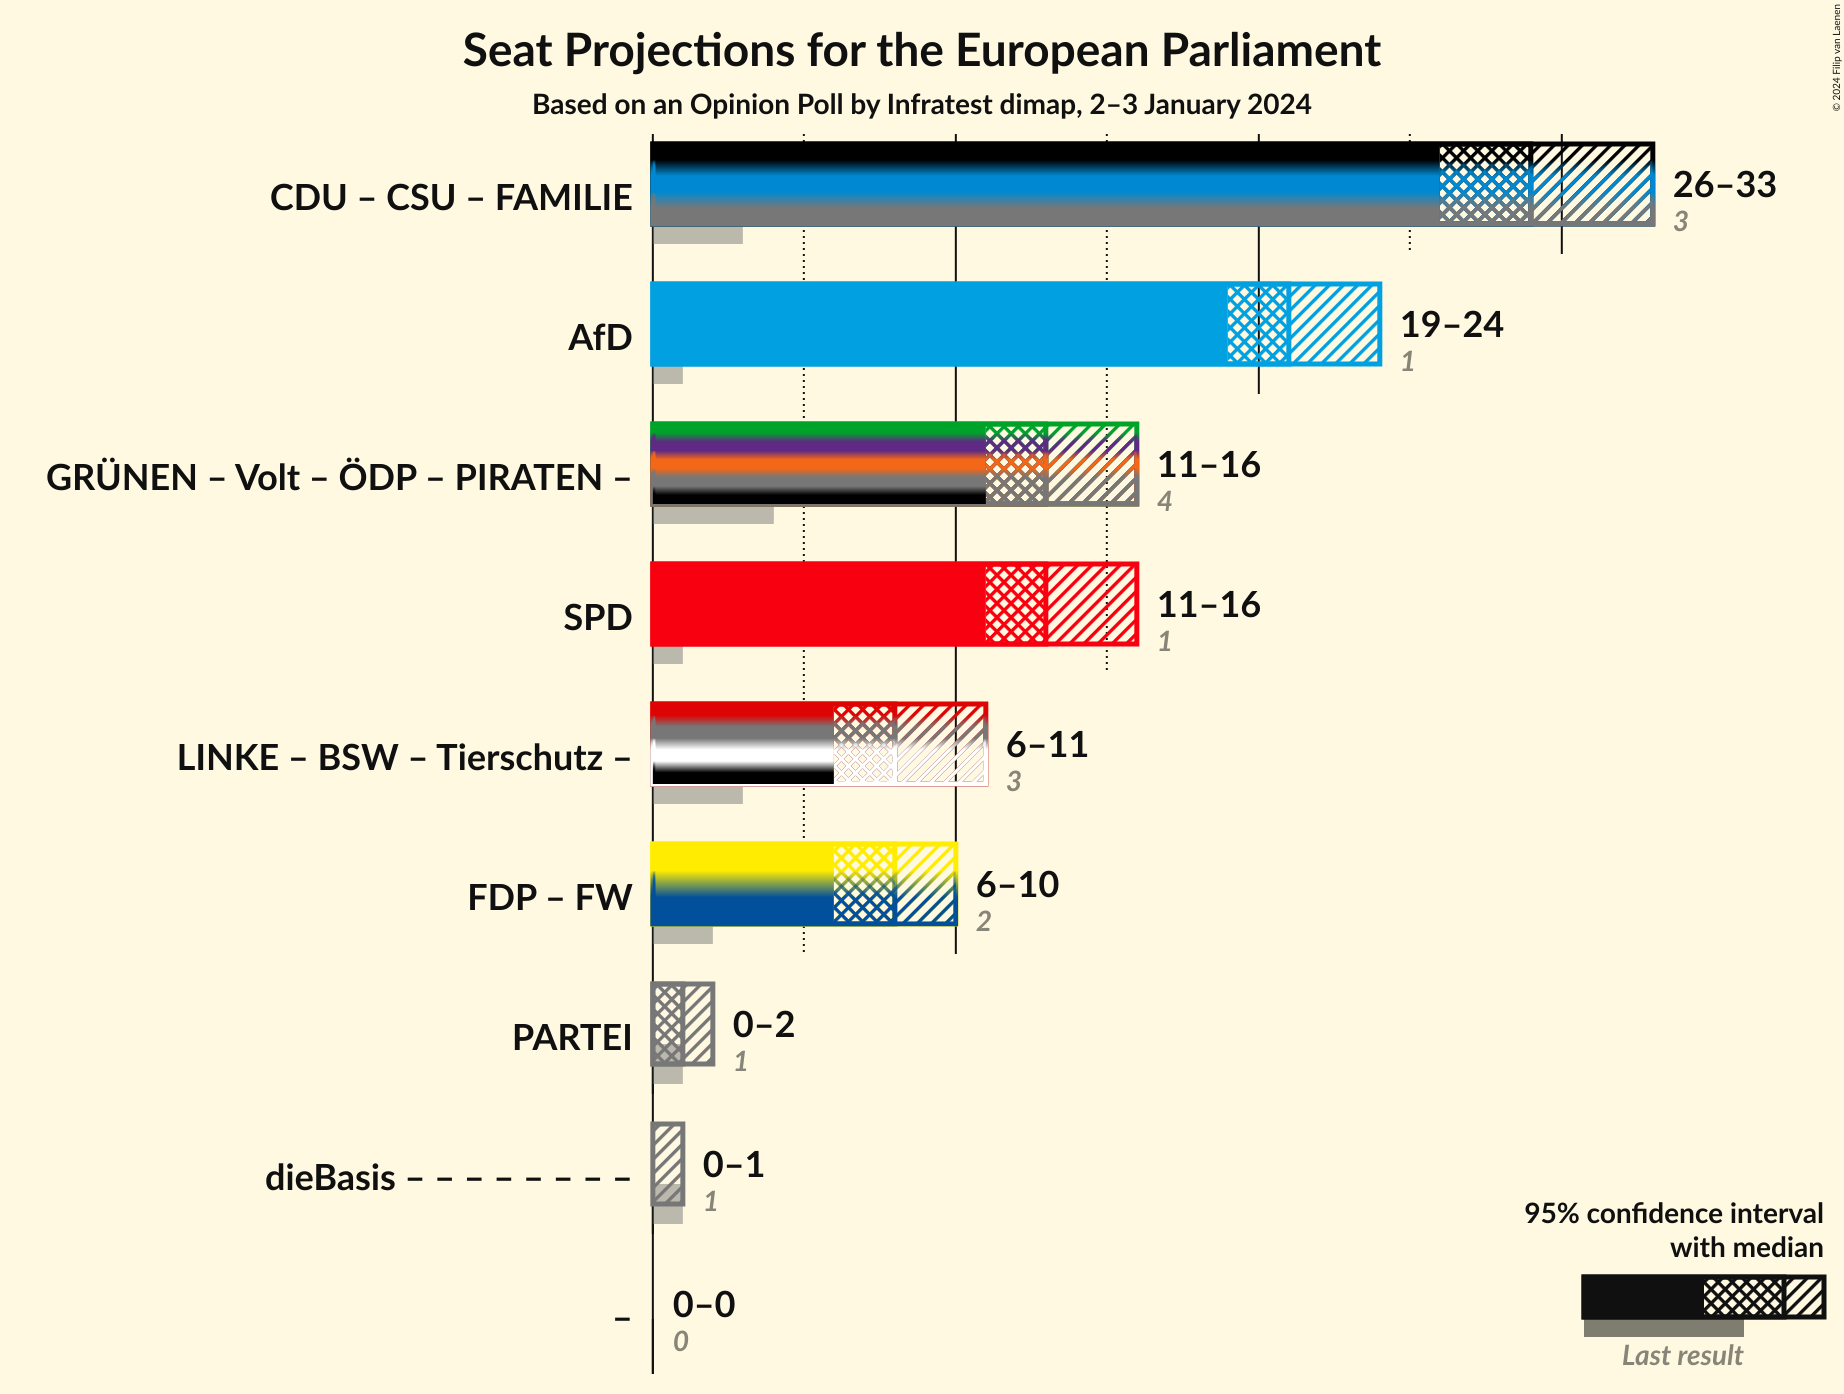 Seat Projections for the European Parliament
Based on an Opinion Poll by Infratest dimap, 2–3 January 2024
© 2024 Filip van Laenen
CDU – CSU – FAMILIE
26–33
3
AfD
19–24
1
GRÜNEN – Volt – ÖDP – PIRATEN –
11–16
4
SPD
11–16
1
LINKE – BSW – Tierschutz –
6–11
3
FDP – FW
6–10
2
PARTEI
0–2
1
dieBasis – – – – – – – –
0–1
1
–
0–0
0
95% confidence interval
with median
Last result